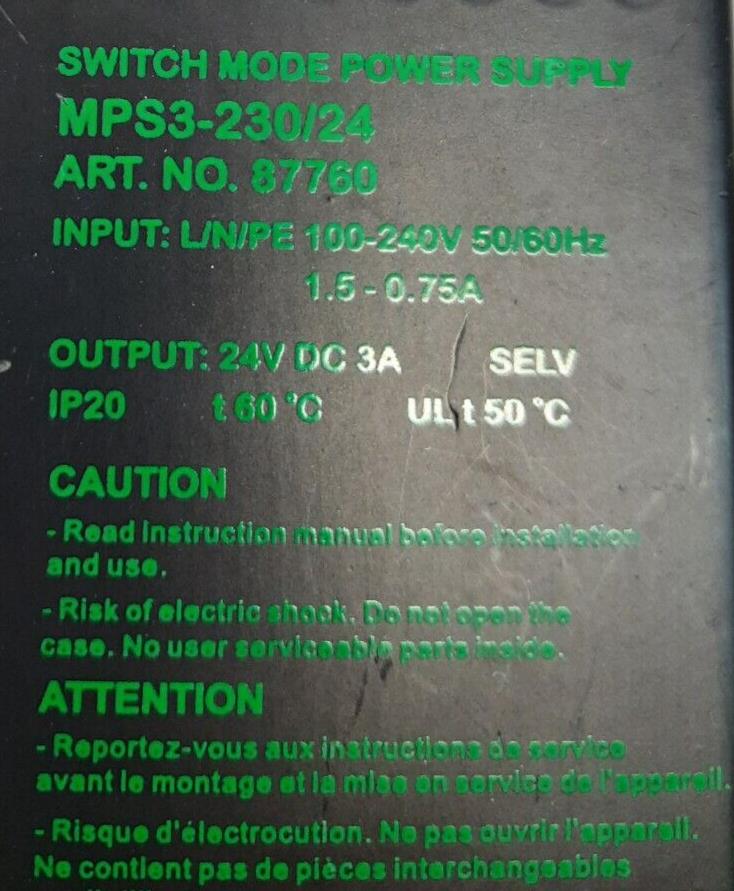 SWITCH MODE POWER SUPPLY
MPS3-230/24
ART. NO. 87760
INPUT: L/N/PE 100-240V 50/60Hz
1.5 - 0.75A
OUTPUT: 24V DC 3A SELV
IP20 t 60 °C UL t 50 °C
CAUTION
- Read instruction manual before installation
and use.
- Risk of electric shock. Do not open the
case. No user serviceable parts inside.
ATTENTION
- Reportez-vous aux instructions de service
avant le montage et la mise en service de l'appareil.
- Risque d'électrocution. Ne pas ouvrir l'appareil.
Ne contient pas de pièces interchangeables